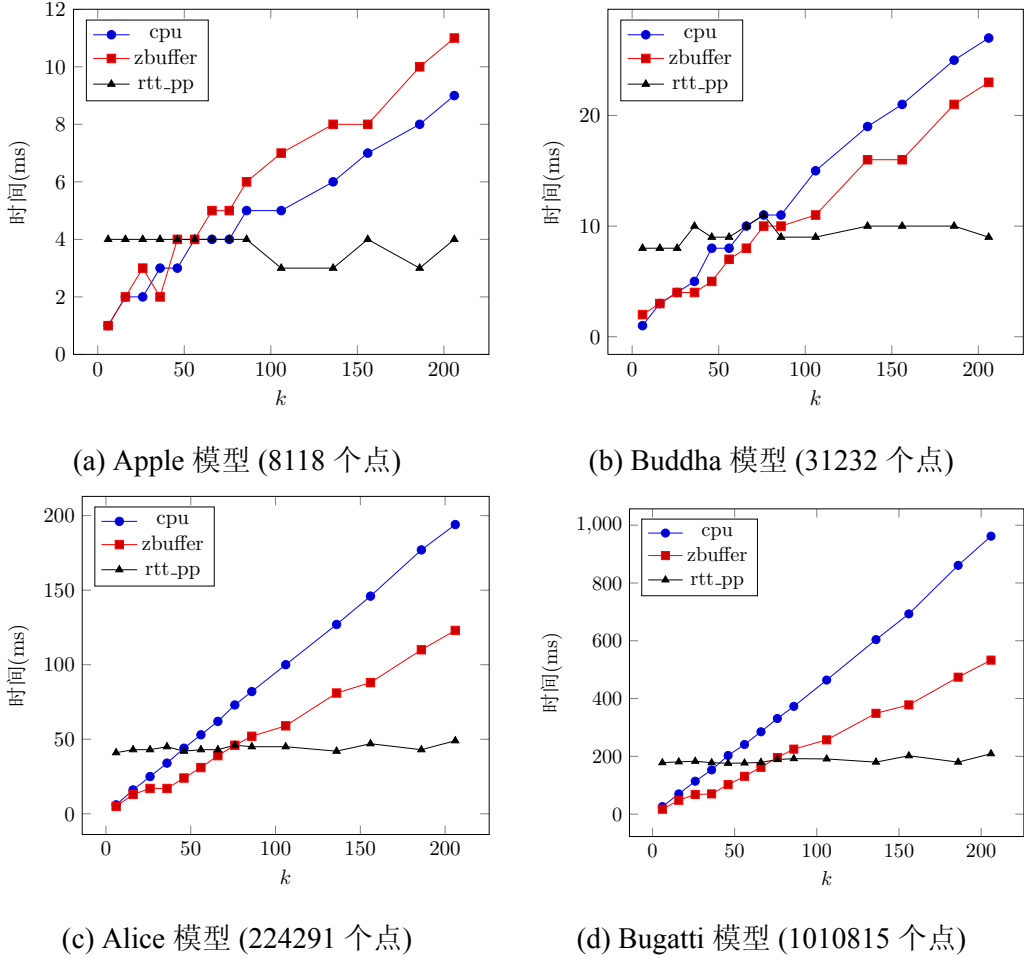 cpu
zbuffer
rtt_pp
12
10
8
6
4
2
0
时间(ms)
0
50
100
150
200
k
(a) Apple 模型 (8118 个点)
cpu
zbuffer
rtt_pp
20
10
0
时间(ms)
0
50
100
150
200
k
(b) Buddha 模型 (31232 个点)
cpu
zbuffer
rtt_pp
200
150
100
50
0
时间(ms)
0
50
100
150
200
k
(c) Alice 模型 (224291 个点)
cpu
zbuffer
rtt_pp
1,000
800
600
400
200
0
时间(ms)
0
50
100
150
200
k
(d) Bugatti 模型 (1010815 个点)